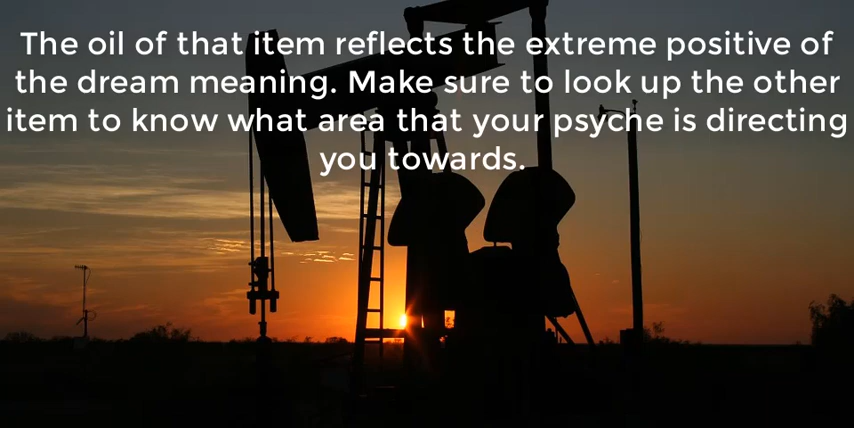 The oil of that item reflects the extreme positive of
the dream meaning. Make sure to look up the other
item to know what area that your psyche is directing
you towards.